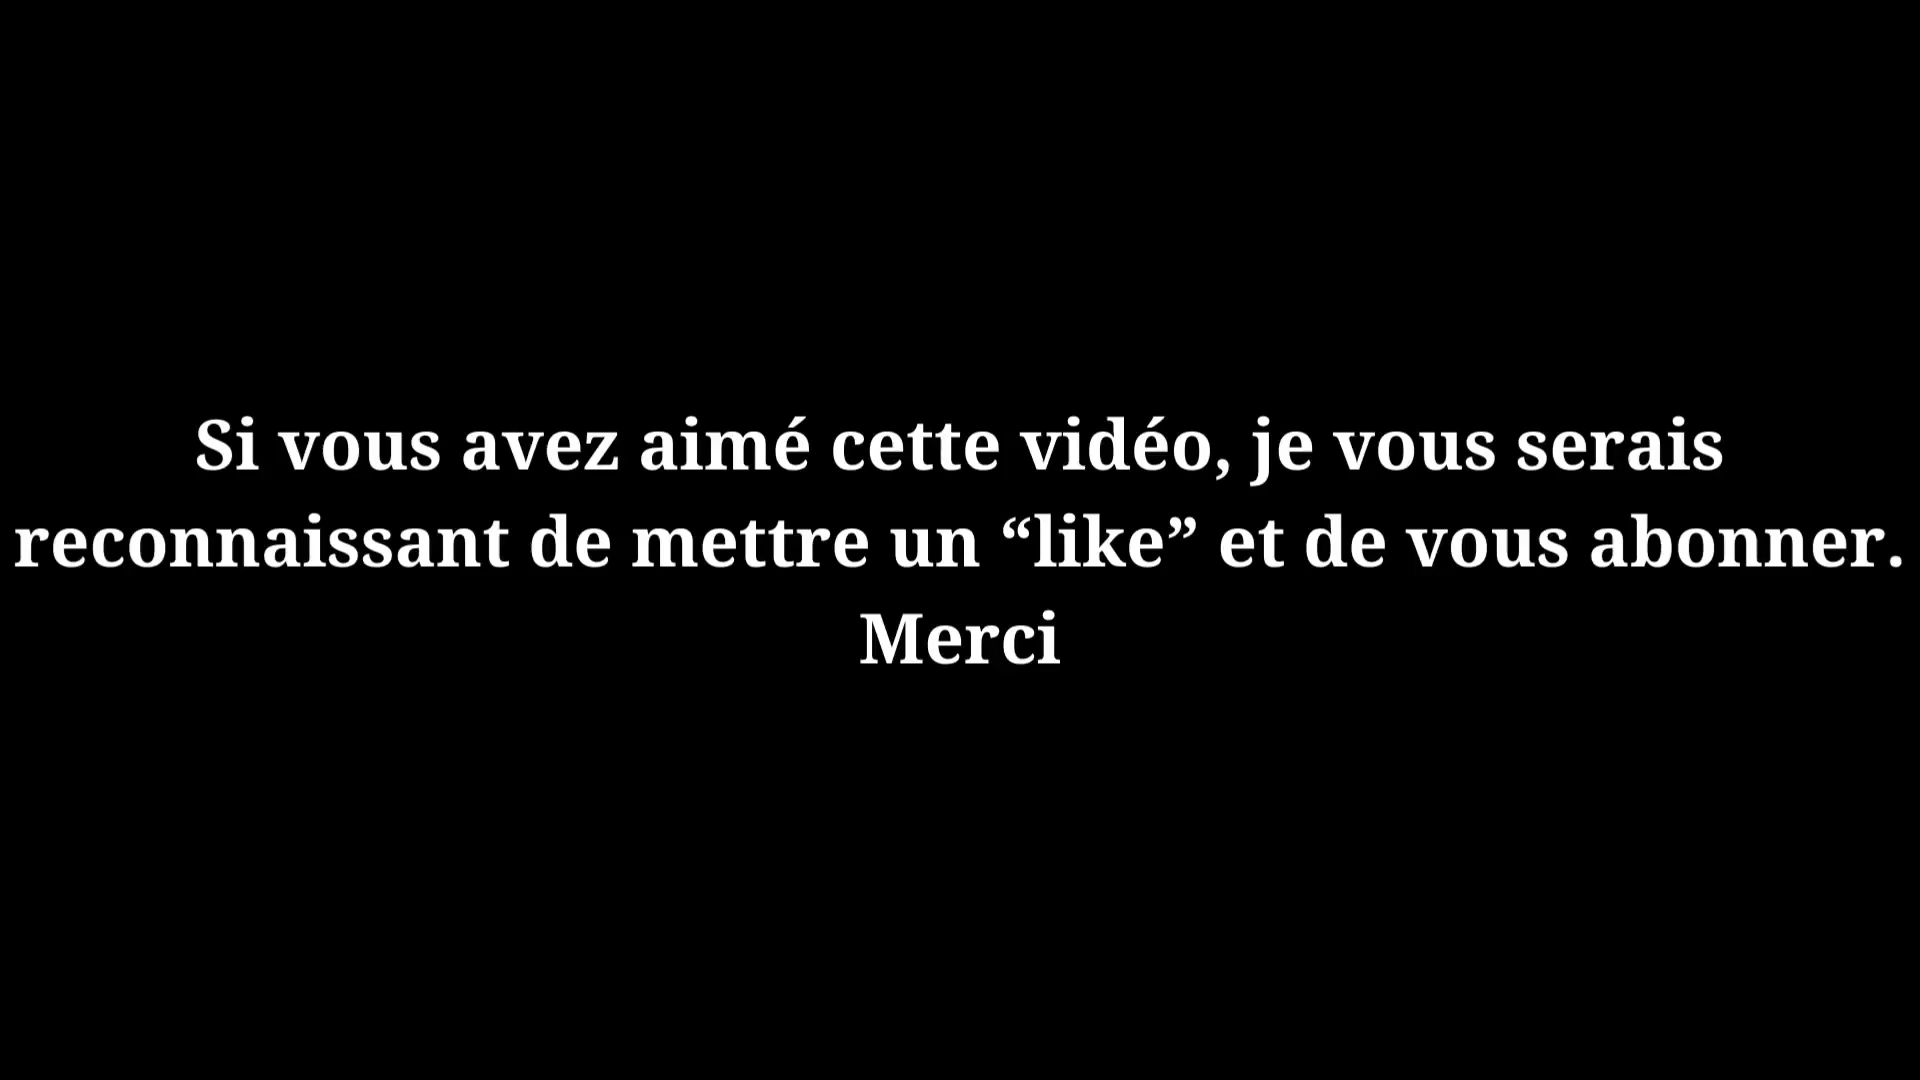 Si vous avez aimé cette vidéo, je vous serais
reconnaissant de mettre un “like” et de vous abonner.
Merci